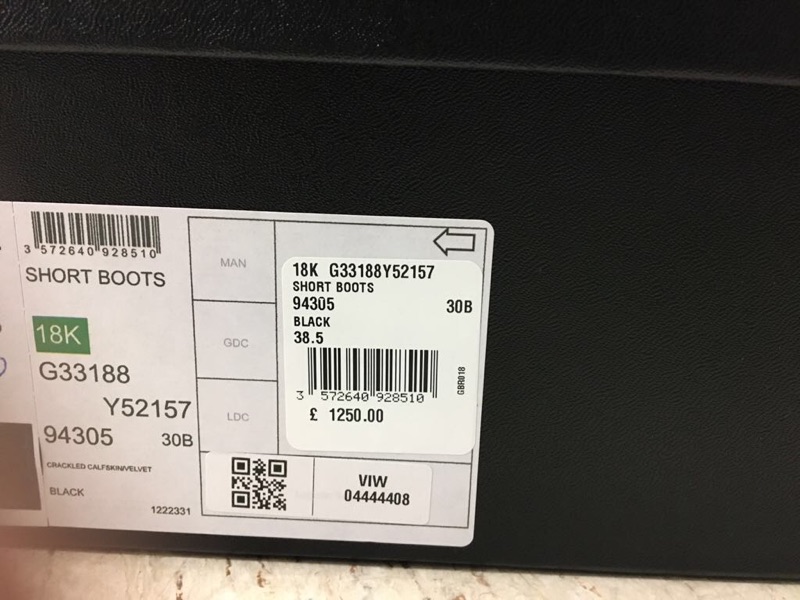 3 572640 928510
SHORT BOOTS
18K
G33188
Y52157
94305 30B
CRACKLED CALFSKIN/VELVET
BLACK
1222331
MAN
GDC
LDC
18K G33188Y52157
SHORT BOOTS
94305 30B
BLACK
38.5
3 572640 928510
GBR018
£ 1250.00
VIW
04444408